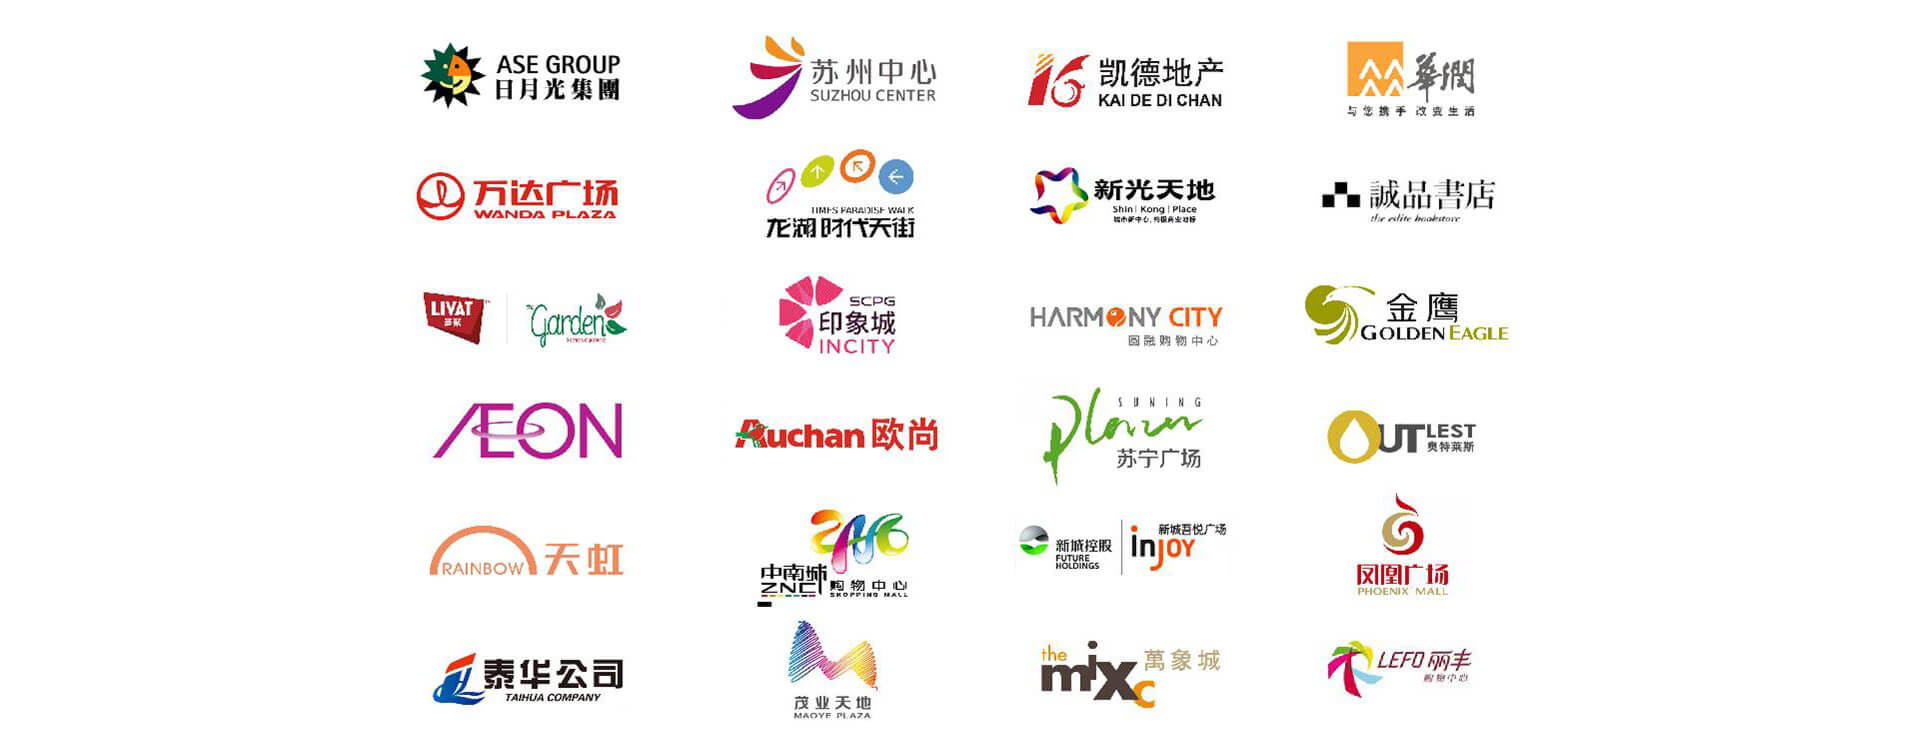 ASE GROUP
日月光集團
苏州中心
SUZHOU CENTER
凯德地产
KAI DE DI CHAN
華潤
与您携手 改变生活
万达广场
WANDA PLAZA
TIMES PARADISE WALK
龙湖时代天街
新光天地
Shin | Kong | Place
誠品書店
the eslite bookstore
LIVAT
荟聚
The Garden
SCPG
印象城
INCITY
HARMONY CITY
圆融购物中心
金鹰
GOLDEN EAGLE
ÆON
Auchan 欧尚
SUNING
Plaza
苏宁广场
OUTLEST
奥特莱斯
RAINBOW 天虹
中南城
ZNC
购物中心
SHOPPING MALL
新城控股
FUTURE
HOLDINGS
新城吾悦广场
injoy
凤凰广场
PHOENIX MALL
泰华公司
TAIHUA COMPANY
茂业天地
MAOYE PLAZA
the
mixc
萬象城
LEFO 丽丰
购物中心